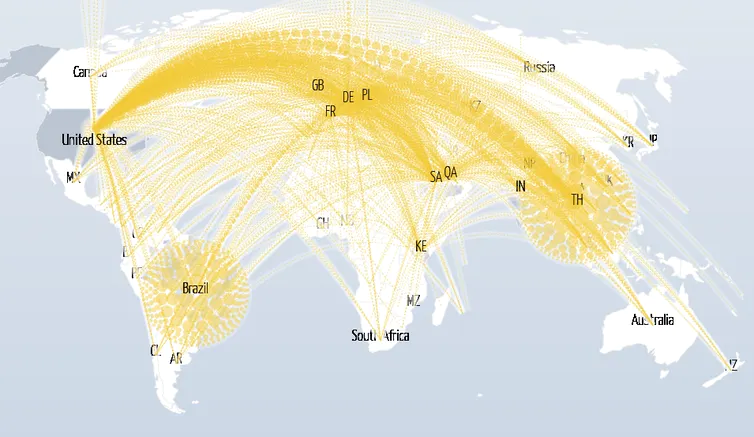 Canada
Russia
GB
DE
PL
FR
KZ
United States
KR
JP
MX
SA
QA
IN
TH
GH
NG
KE
Brazil
MZ
South Africa
Australia
CL
AR
NZ